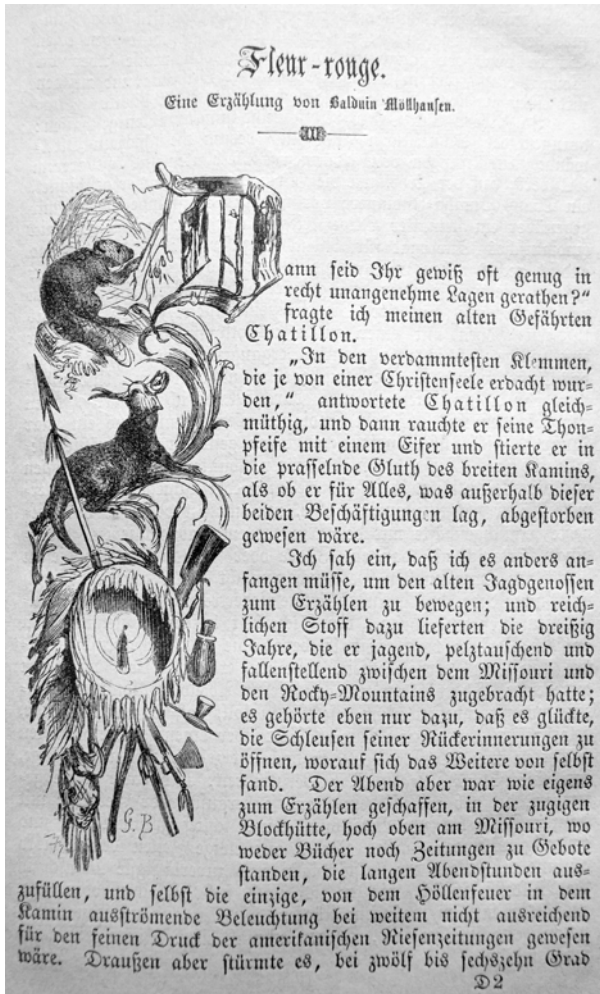 Fleur-rouge.
Eine Erzählung von Balduin Möllhausen.
Dann seid Ihr gewiß oft genug in
recht unangenehme Lagen gerathen?“
fragte ich meinen alten Gefährten
Chatillon.
„In den verdammtesten Klemmen,
die je von einer Christenseele erdacht wur-
den,“ antwortete Chatillon gleich-
müthig, und dann rauchte er seine Thon-
pfeife mit einem Eifer und stierte er in
die prasselnde Gluth des breiten Kamins,
als ob er für Alles, was außerhalb dieser
beiden Beschäftigungen lag, abgestorben
gewesen wäre.
Ich sah ein, daß ich es anders an-
fangen müsse, um den alten Jagdgenossen
zum Erzählen zu bewegen; und reich-
lichen Stoff dazu lieferten die dreißig
Jahre, die er jagend, pelztauschend und
fallenstellend zwischen dem Missouri und
den Rocky-Mountains zugebracht hatte;
es gehörte eben nur dazu, daß es glückte,
die Schleusen seiner Rückerinnerungen zu
öffnen, worauf sich das Weitere von selbst
fand. Der Abend aber war wie eigens
zum Erzählen geschaffen, in der zugigen
Blockhütte, hoch oben am Missouri, wo
weder Bücher noch Zeitungen zu Gebote
standen, die langen Abendstunden aus-
zufüllen, und selbst die einzige, von dem Höllenfeuer in dem
Kamin ausströmende Beleuchtung bei weitem nicht ausreichend
für den feinen Druck der amerikanischen Riesenzeitungen gewesen
wäre. Draußen aber stürmte es, bei zwölf bis sechszehn Grad
G. B
D2